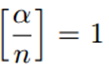 [α/n] = 1